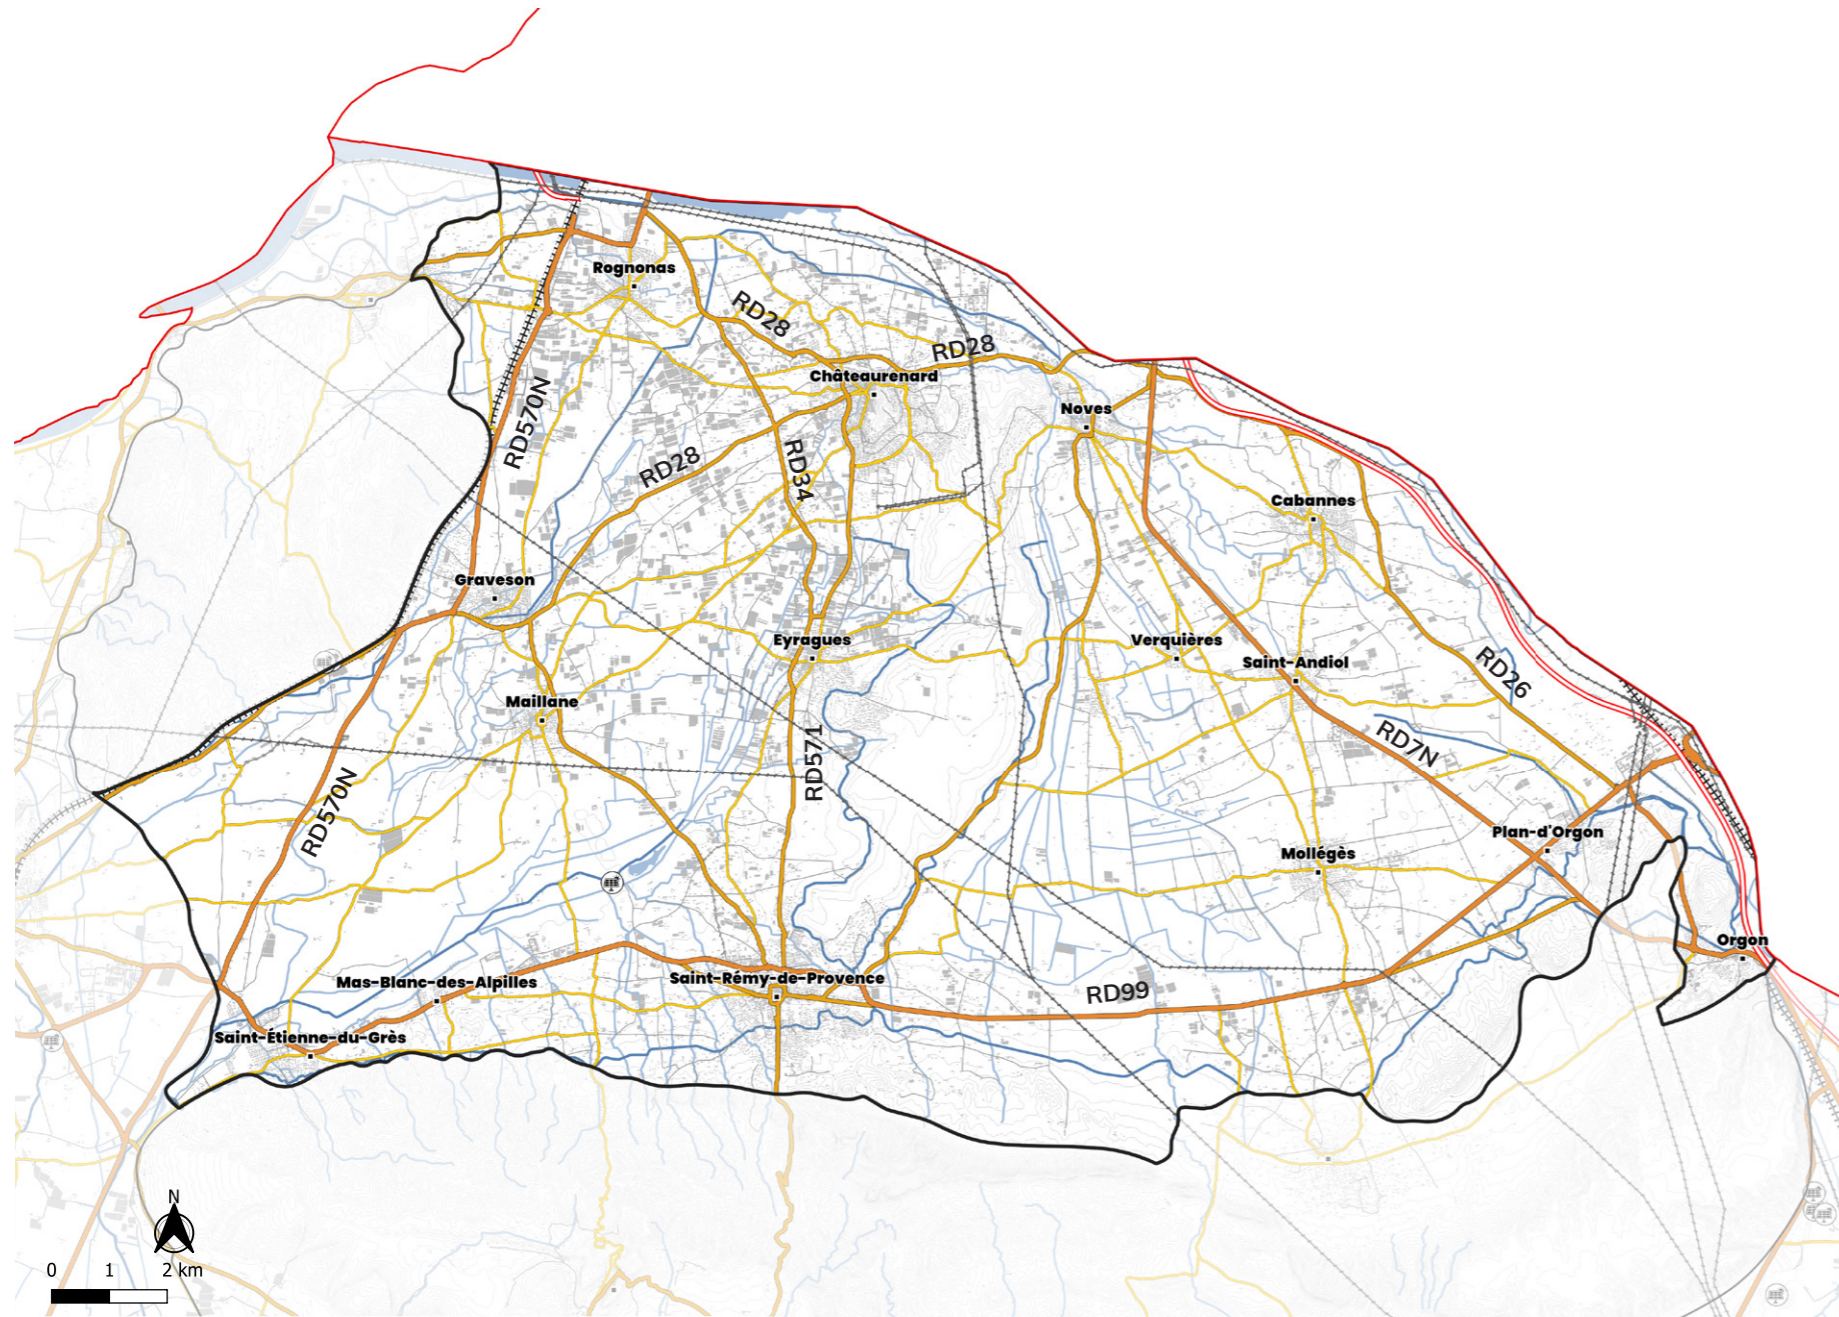 Rognonas
RD28
RD28
Châteaurenard
RD570N
Noves
RD28
RD34
Cabannes
Graveson
Eyragues
Verquières
Saint-Andiol
RD26
Maillane
RD571
RD7N
RD570N
Plan-d'Orgon
Mollégès
Orgon
Mas-Blanc-des-Alpilles
Saint-Rémy-de-Provence
RD99
Saint-Étienne-du-Grès
N
0 1 2 km